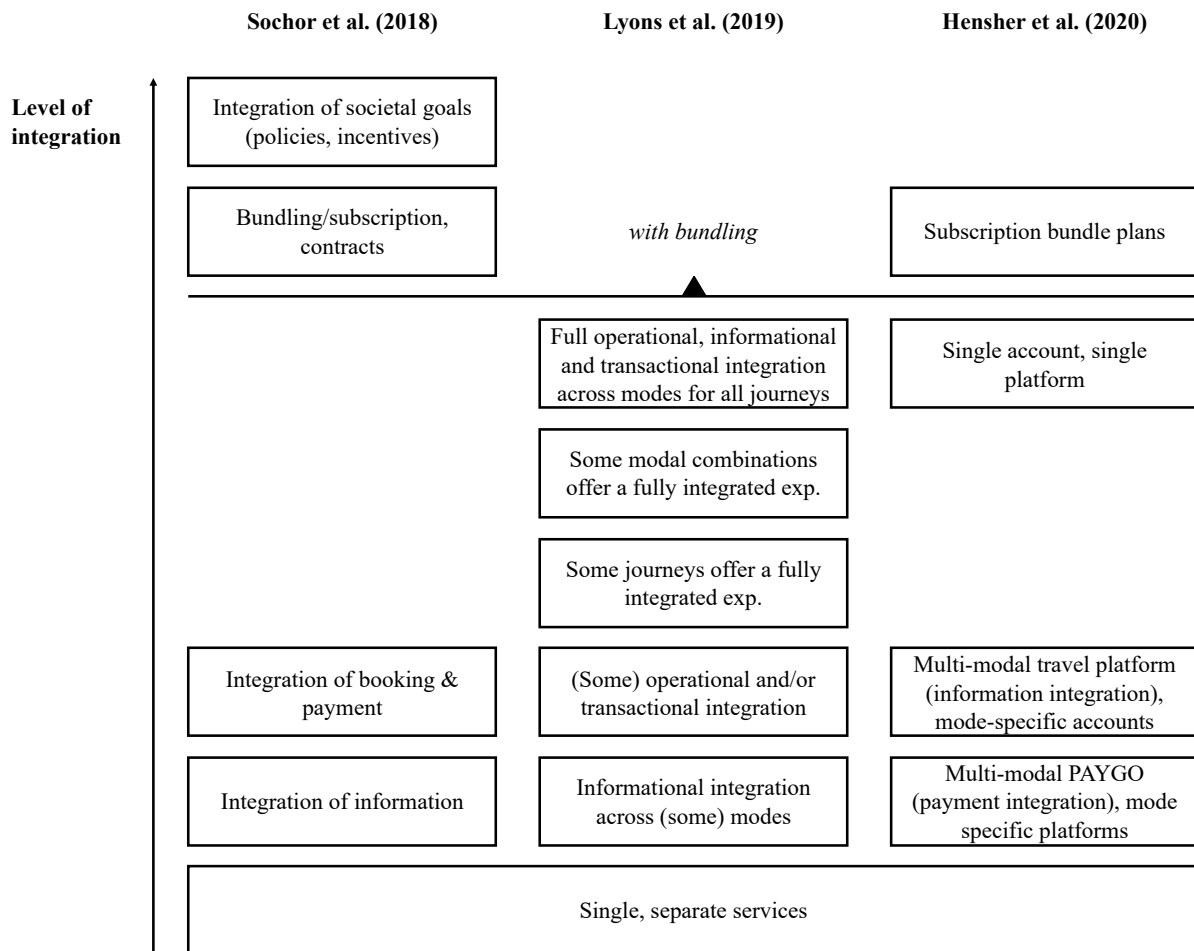 Sochor et al. (2018)
Lyons et al. (2019)
Hensher et al. (2020)
Level of
integration
Integration of societal goals
(policies, incentives)
Bundling/subscription,
contracts
with bundling
Subscription bundle plans
Full operational, informational
and transactional integration
across modes for all journeys
Single account, single
platform
Some modal combinations
offer a fully integrated exp.
Some journeys offer a fully
integrated exp.
Integration of booking &
payment
(Some) operational and/or
transactional integration
Multi-modal travel platform
(information integration),
mode-specific accounts
Integration of information
Informational integration
across (some) modes
Multi-modal PAYGO
(payment integration), mode
specific platforms
Single, separate services